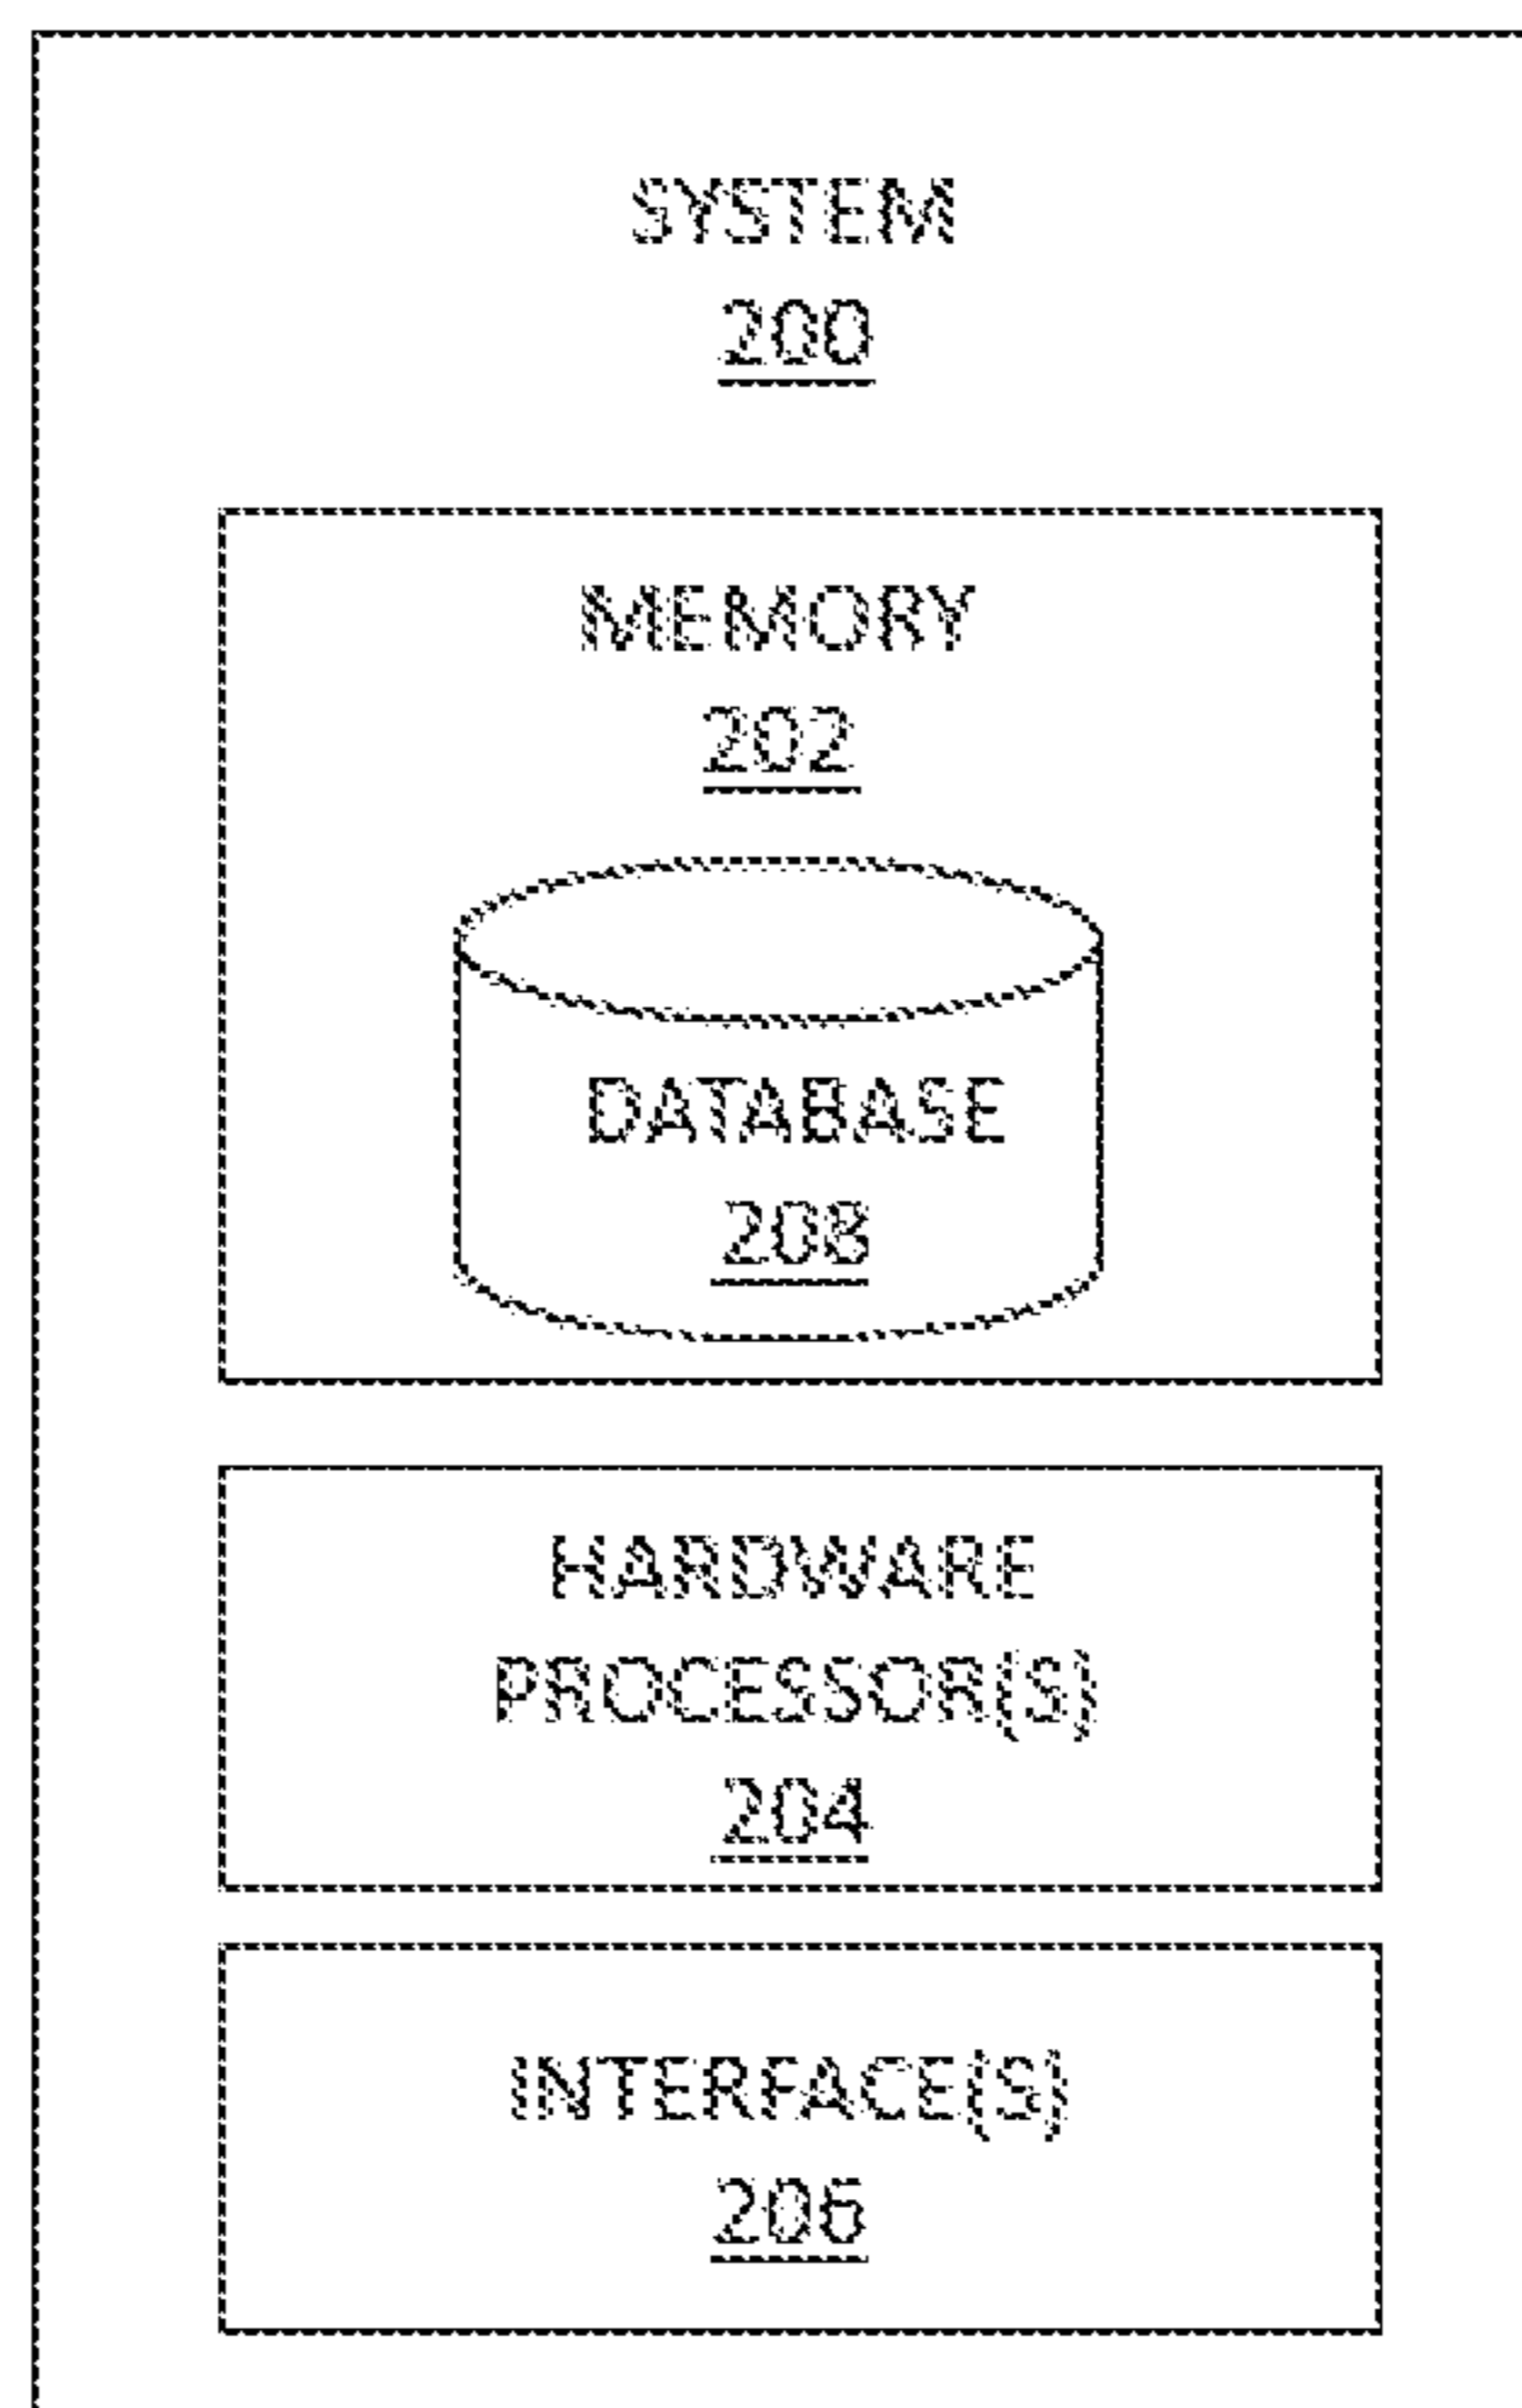 SYSTEM
200
MEMORY
202
DATABASE
208
HARDWARE
PROCESSOR(S)
204
INTERFACE(S)
206